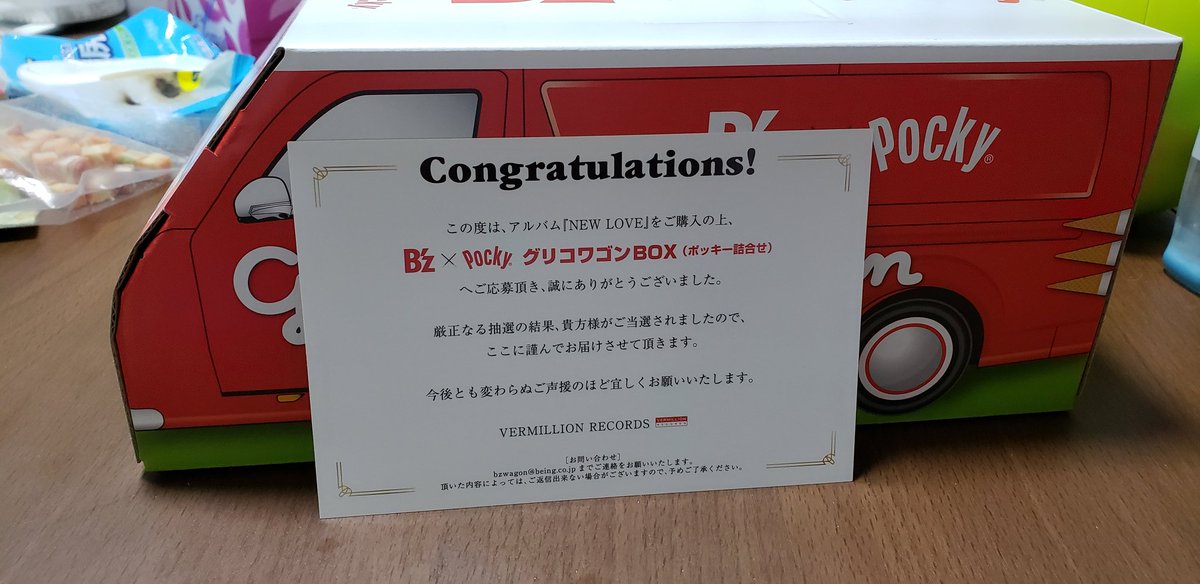 B'z
pocky®
Congratulations!
この度は、アルバム『NEW LOVE』をご購入の上、
B'z×pocky® グリコワゴンBOX(ポッキー詰合せ)
へご応募頂き、誠にありがとうございました。
厳正なる抽選の結果、貴方様がご当選されましたので、
ここに謹んでお届けさせて頂きます。
今後とも変わらぬご声援のほど宜しくお願いいたします。
VERMILLION RECORDS VERMILLION RECORDS
[お問い合わせ]
bzwagon@being.co.jp までご連絡をお願いいたします。
頂いた内容によっては、ご返信出来ない場合がございますので、予めご了承ください。